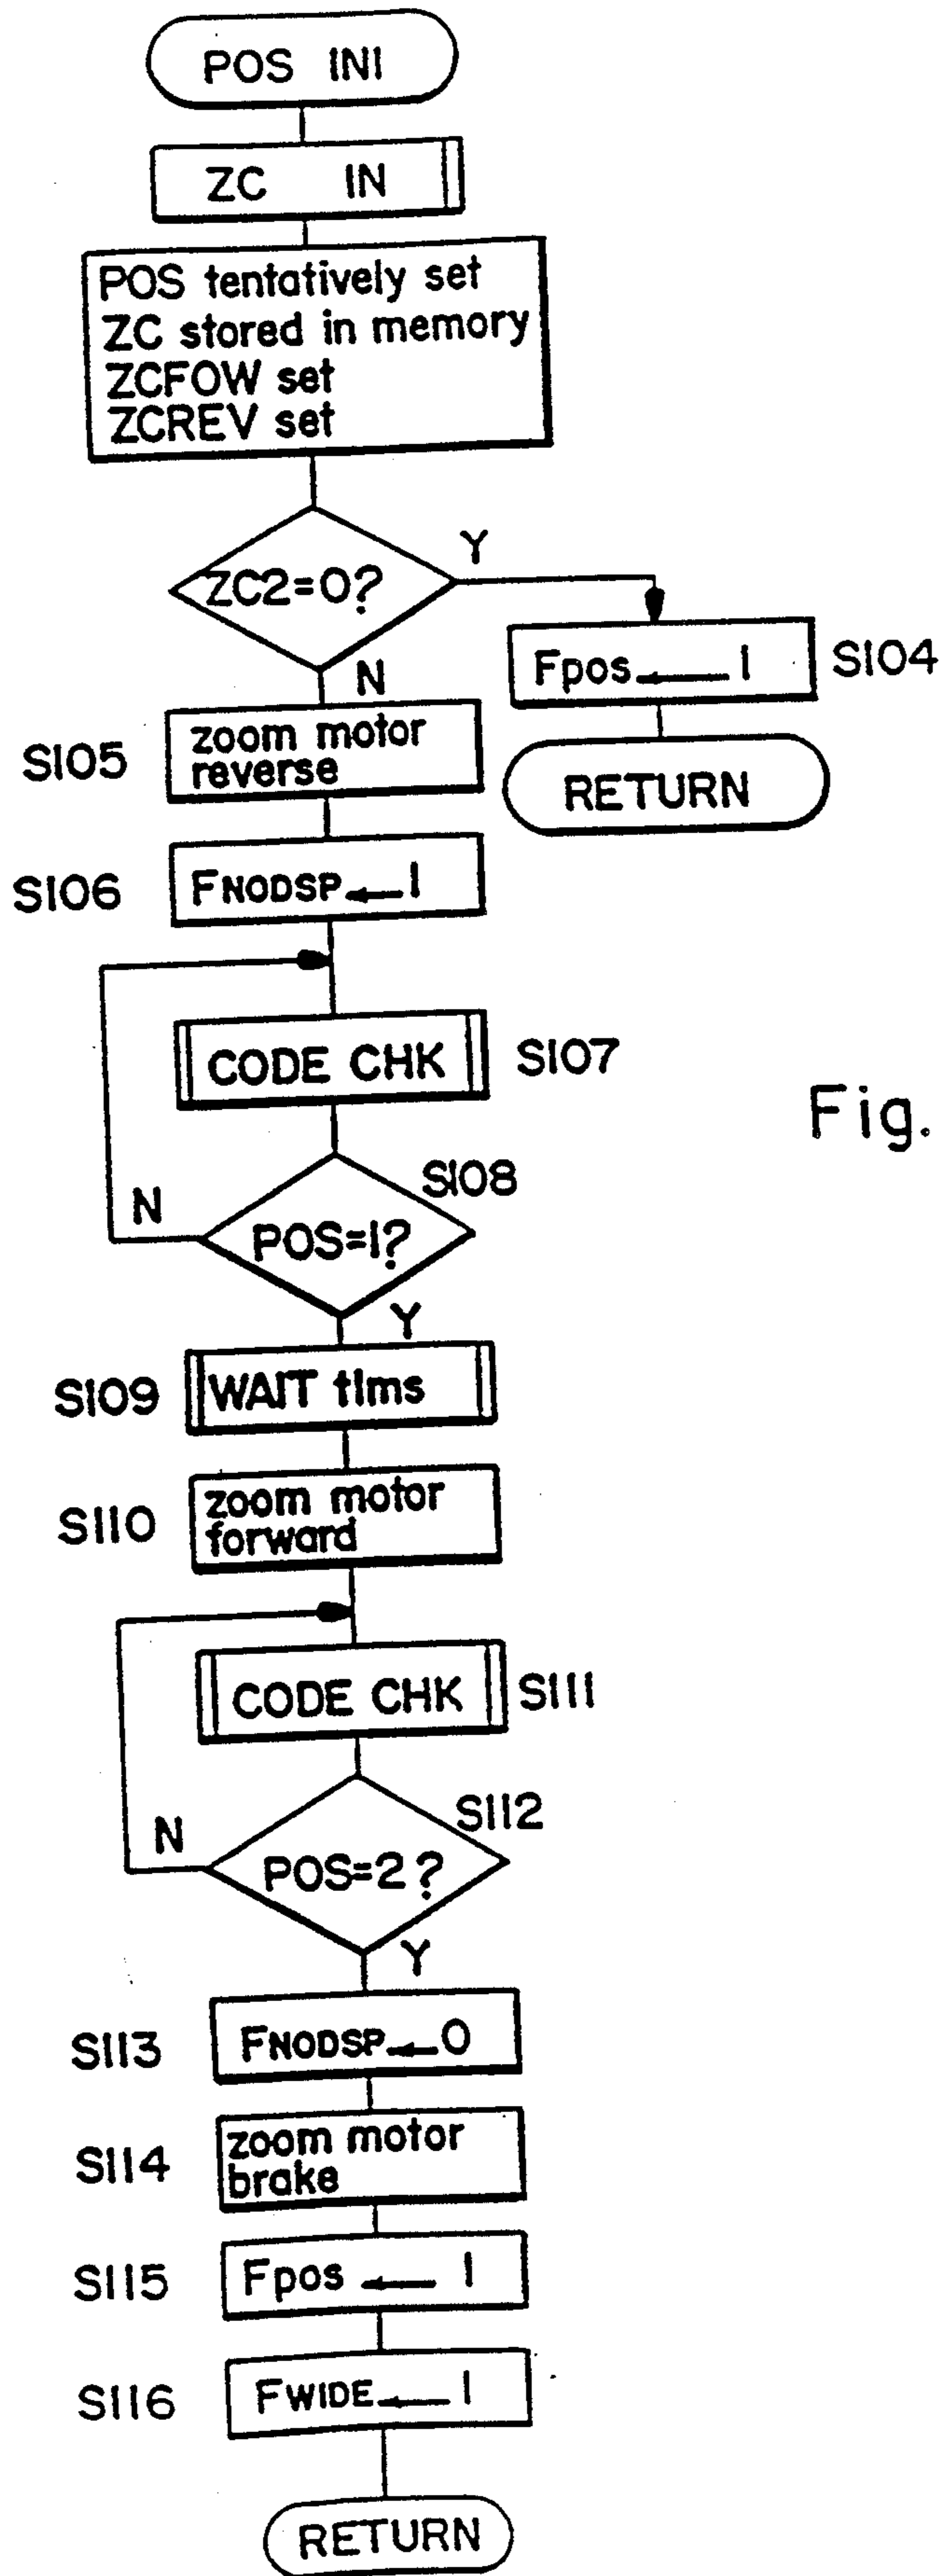 POS INI
ZC IN
POS tentatively set
ZC stored in memory
ZCFOW set
ZCREV set
ZC2=0?
Y
N
Fpos ← 1
S104
RETURN
S105
zoom motor
reverse
S106
FNODSP ← 1
CODE CHK
S107
S108
POS=1?
N
Y
Fig.
S109
WAIT t1ms
S110
zoom motor
forward
CODE CHK
S111
S112
POS=2?
N
Y
S113
FNODSP ← 0
S114
zoom motor
brake
S115
Fpos ← 1
S116
FWIDE ← 1
RETURN